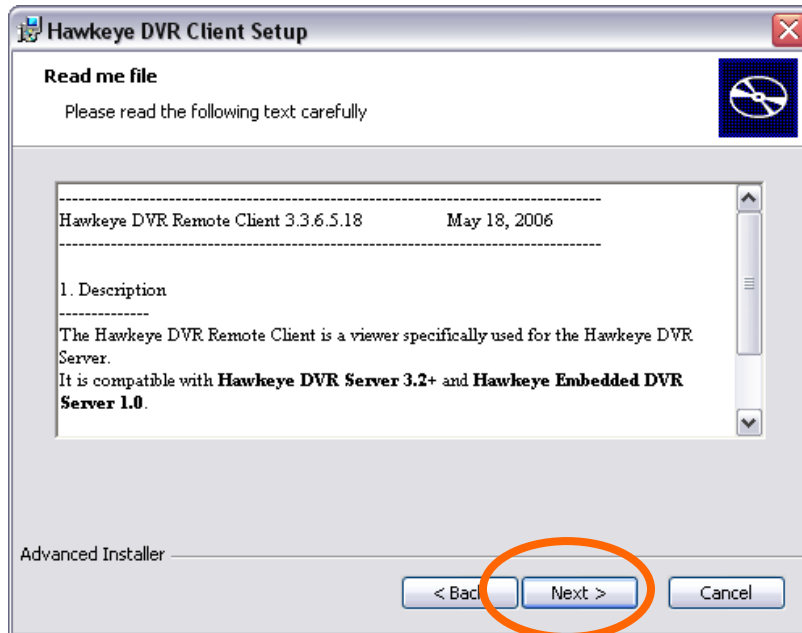 Hawkeye DVR Client Setup
Read me file
Please read the following text carefully
--------------------------------------------------------------------------------
Hawkeye DVR Remote Client 3.3.6.5.18 May 18, 2006
--------------------------------------------------------------------------------
1. Description
--------------
The Hawkeye DVR Remote Client is a viewer specifically used for the Hawkeye DVR
Server.
It is compatible with Hawkeye DVR Server 3.2+ and Hawkeye Embedded DVR
Server 1.0.
Advanced Installer
< Back Next > Cancel